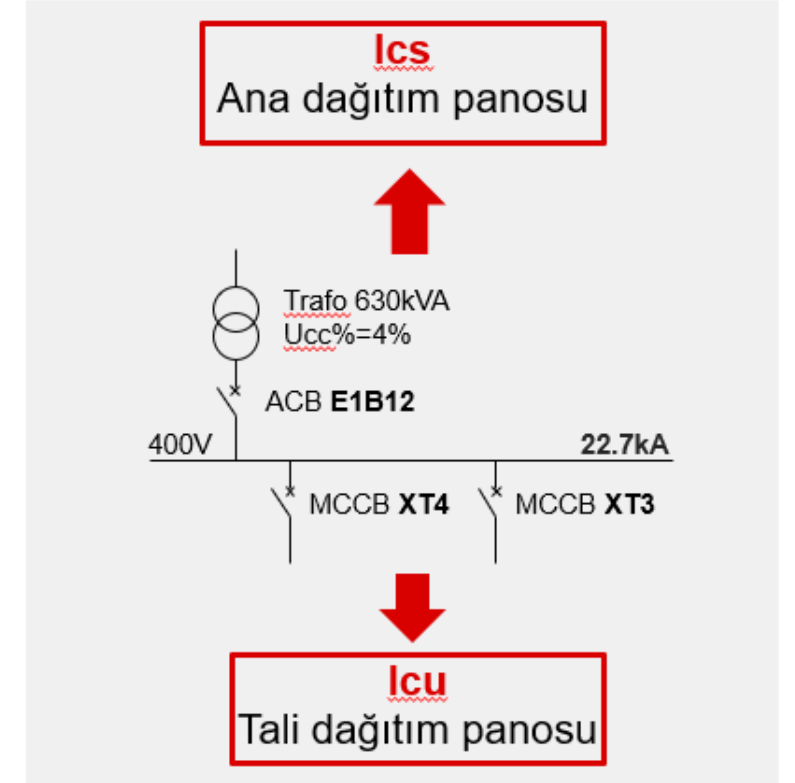 Ics
Ana dağıtım panosu
Trafo 630kVA
Ucc%=4%
ACB E1B12
400V
22.7kA
MCCB XT4
MCCB XT3
Icu
Tali dağıtım panosu